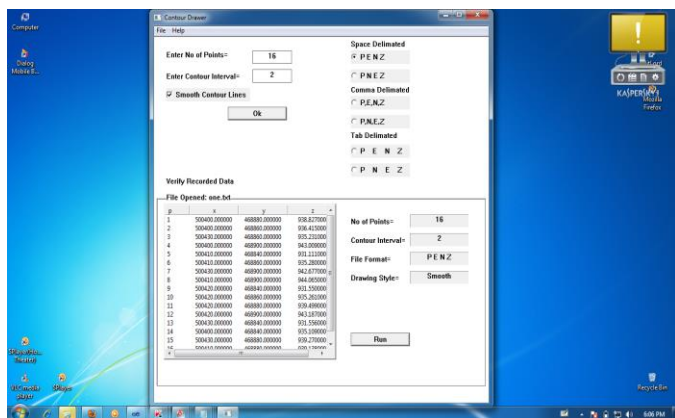 Contour Drawer
File Help
Enter No of Points= 16
Enter Contour Interval= 2
Smooth Contour Lines
Ok
Space Delimated
P E N Z
P N E Z
Comma Delimated
P,E,N,Z
P,N,E,Z
Tab Delimated
P E N Z
P N E Z
Verify Recorded Data
File Opened: one.txt
p x y z
1 500400.000000 468880.000000 938.827000
2 500400.000000 468860.000000 936.415000
3 500430.000000 468860.000000 935.231000
4 500400.000000 468900.000000 943.009000
5 500410.000000 468840.000000 931.111000
6 500410.000000 468860.000000 935.280000
7 500430.000000 468900.000000 942.677000
8 500410.000000 468900.000000 944.065000
9 500420.000000 468840.000000 931.550000
10 500420.000000 468860.000000 935.261000
11 500420.000000 468880.000000 939.499000
12 500420.000000 468900.000000 943.187000
13 500430.000000 468840.000000 931.556000
14 500400.000000 468840.000000 935.109000
15 500430.000000 468880.000000 939.270000
No of Points= 16
Contour Interval= 2
File Format= P E N Z
Drawing Style= Smooth
Run
Computer
Dialog
Mobile B...
VLC media
player
KASPERSKY
Mozilla
Firefox
Recycle Bin
6:06 PM